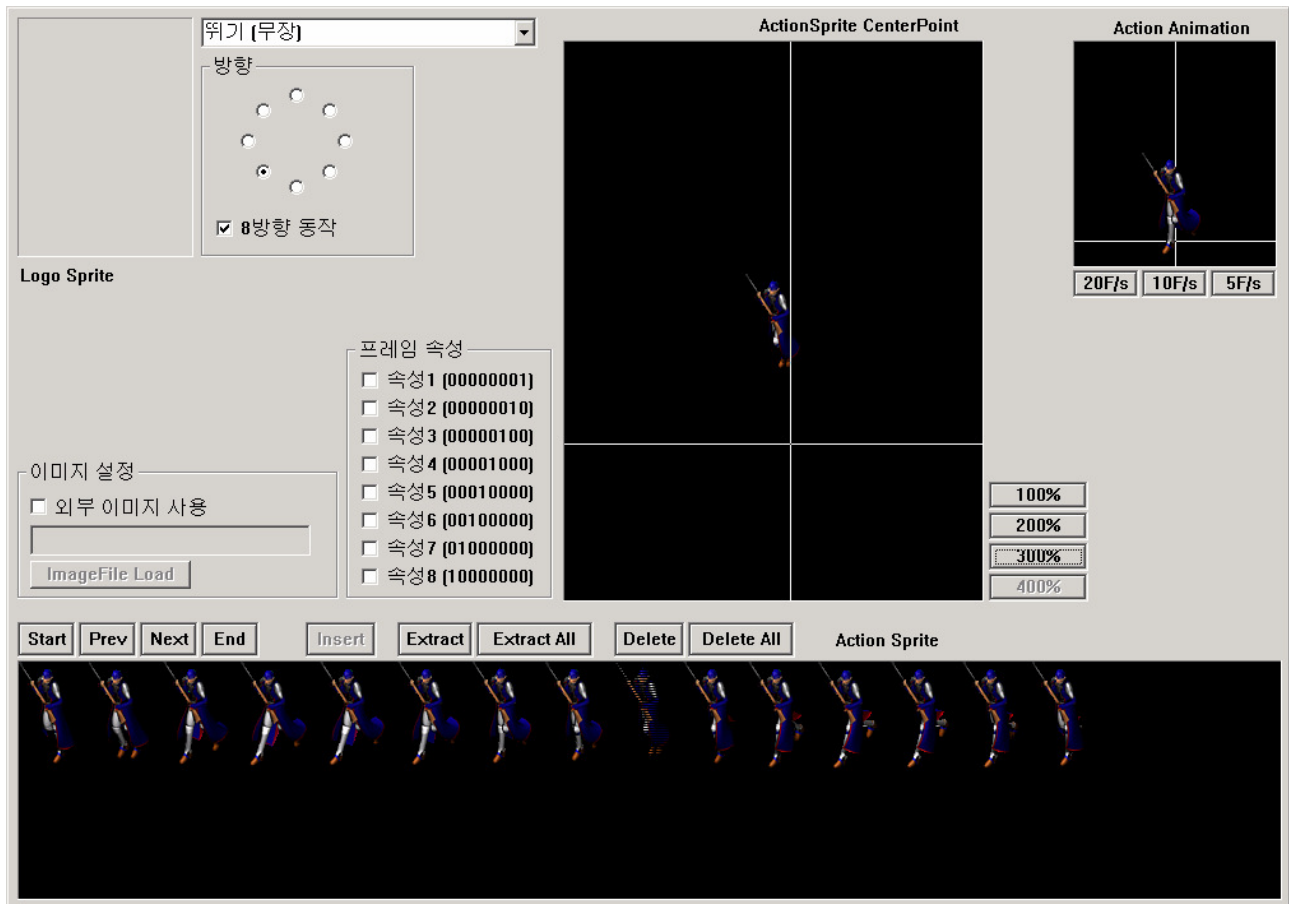 뛰기 (무장)
방향
8방향 동작
Logo Sprite
ActionSprite CenterPoint
Action Animation
20F/s 10F/s 5F/s
프레임 속성
속성1 (00000001)
속성2 (00000010)
속성3 (00000100)
속성4 (00001000)
속성5 (00010000)
속성6 (00100000)
속성7 (01000000)
속성8 (10000000)
이미지 설정
외부 이미지 사용
ImageFile Load
100%
200%
300%
400%
Start Prev Next End Insert Extract Extract All Delete Delete All Action Sprite